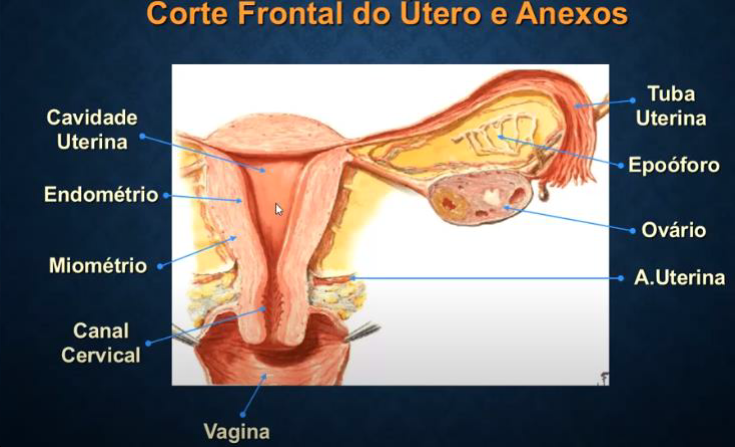 Corte Frontal do Útero e Anexos
Cavidade
Uterina
Endométrio
Miométrio
Canal
Cervical
Vagina
Tuba
Uterina
Epoóforo
Ovário
A.Uterina